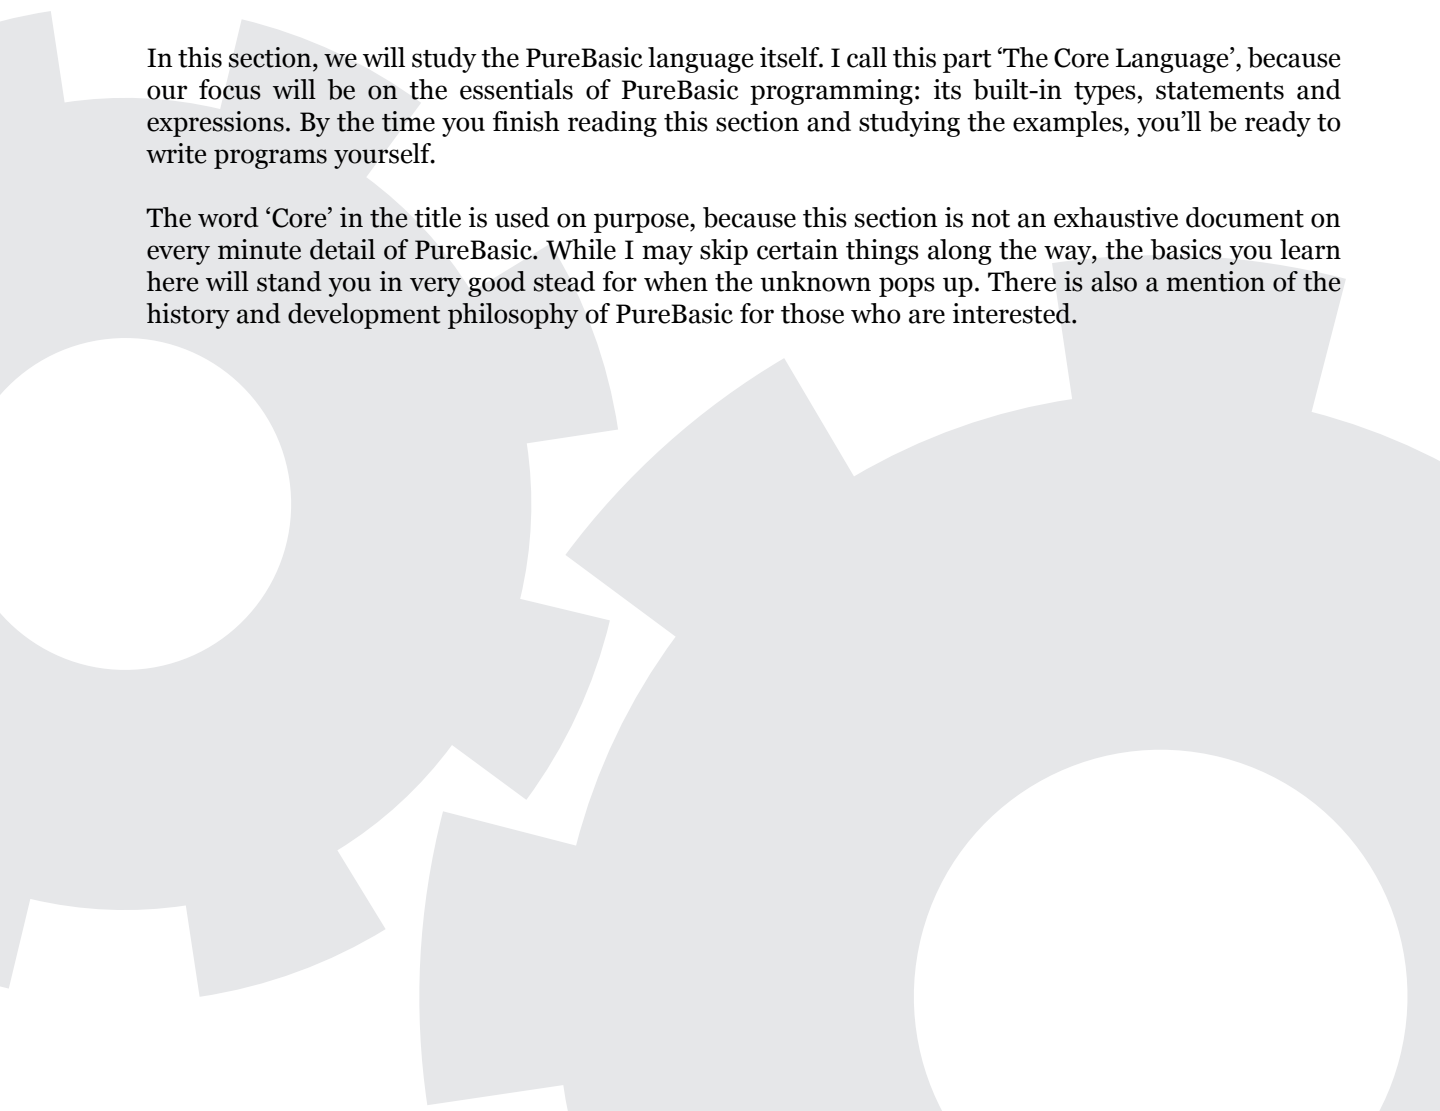 In this section, we will study the PureBasic language itself. I call this part ‘The Core Language’, because
our focus will be on the essentials of PureBasic programming: its built-in types, statements and
expressions. By the time you finish reading this section and studying the examples, you’ll be ready to
write programs yourself.
The word ‘Core’ in the title is used on purpose, because this section is not an exhaustive document on
every minute detail of PureBasic. While I may skip certain things along the way, the basics you learn
here will stand you in very good stead for when the unknown pops up. There is also a mention of the
history and development philosophy of PureBasic for those who are interested.